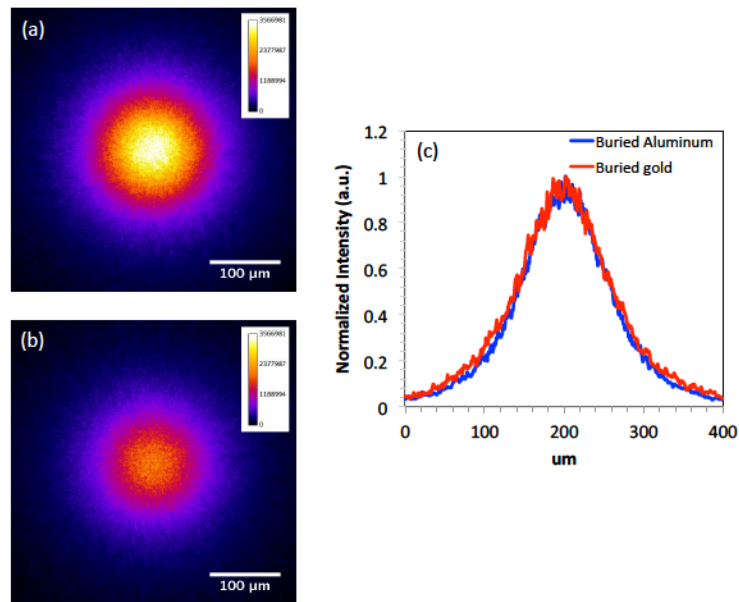 (a)
3566981
2377987
1188994
0
100 µm
(b)
3566981
2377987
1188994
0
100 µm
(c)
Buried Aluminum
Buried gold
Normalized Intensity (a.u.)
1.2
1
0.8
0.6
0.4
0.2
0
0 100 200 300 400
um